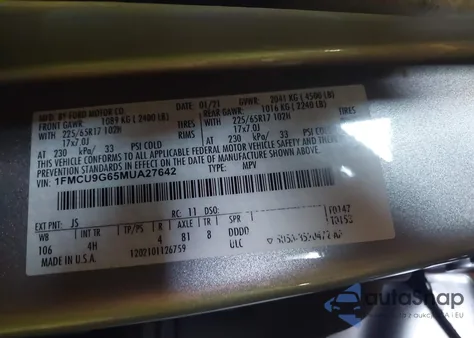 MFD. BY FORD MOTOR CO.
DATE: 01/21 GVWR: 2041 KG (4500 LB)
FRONT GAWR: 1089 KG (2400 LB) REAR GAWR: 1016 KG (2240 LB)
WITH 225/65R17 102H TIRES WITH 225/65R17 102H TIRES
17x7.0J RIMS 17x7.0J RIMS
AT 230 kPa/ 33 PSI COLD AT 230 kPa/ 33 PSI COLD
THIS VEHICLE CONFORMS TO ALL APPLICABLE FEDERAL MOTOR VEHICLE SAFETY, BUMPER, AND THEFT PREVENTION STANDARDS IN EFFECT ON THE DATE OF MANUFACTURE SHOWN ABOVE.
VIN: 1FMCU9G65MUA27642 TYPE: MPV
EXT PNT: JS RC: 11 DSO:
WB INT TR TP/PS R AXLE TR SPR
106 4H 4 81 8 DDDD
MADE IN U.S.A. 1202101126759 ULC
autaSnap